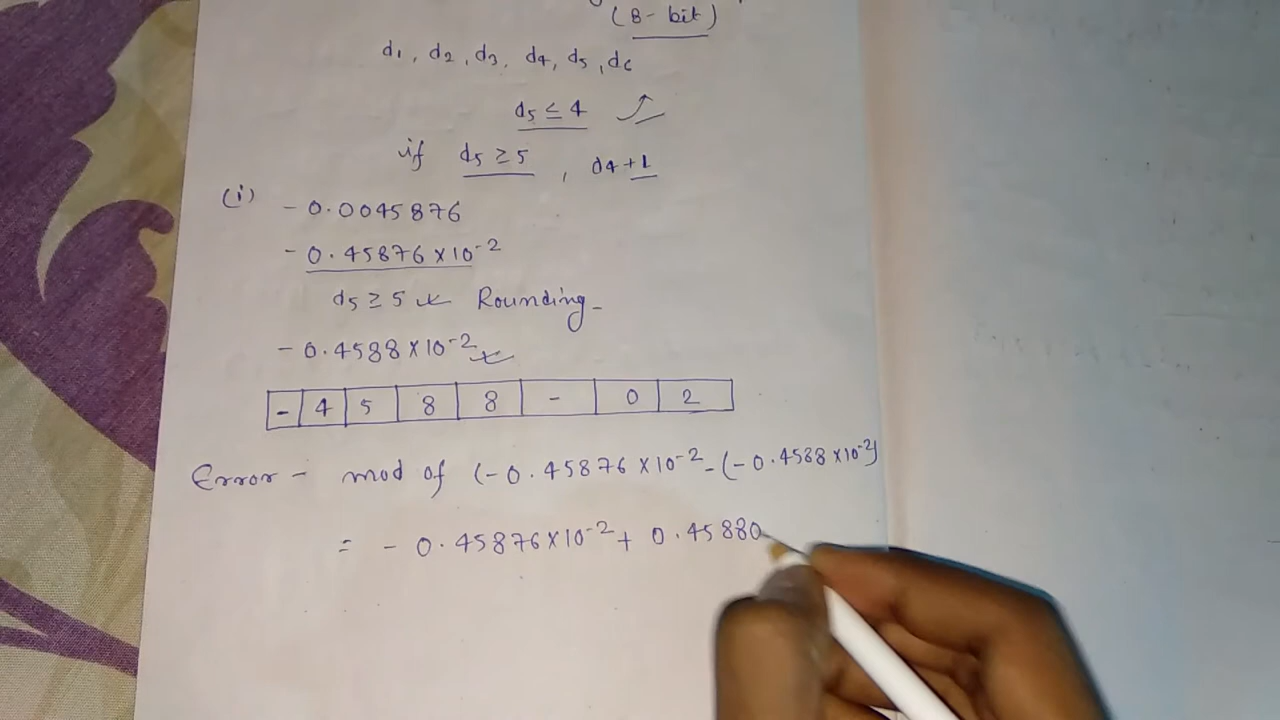 (8-bit)
d1, d2, d3, d4, d5, d6
d5 ≤ 4
if d5 ≥ 5, d4+1
(i) -0.0045876
-0.45876×10⁻²
d5 ≥ 5 Rounding-
-0.4588×10⁻²
- 4 5 8 8 - 0 2
Error - mod of (-0.45876×10⁻² -(-0.4588×10⁻²)
= -0.45876×10⁻² + 0.45880